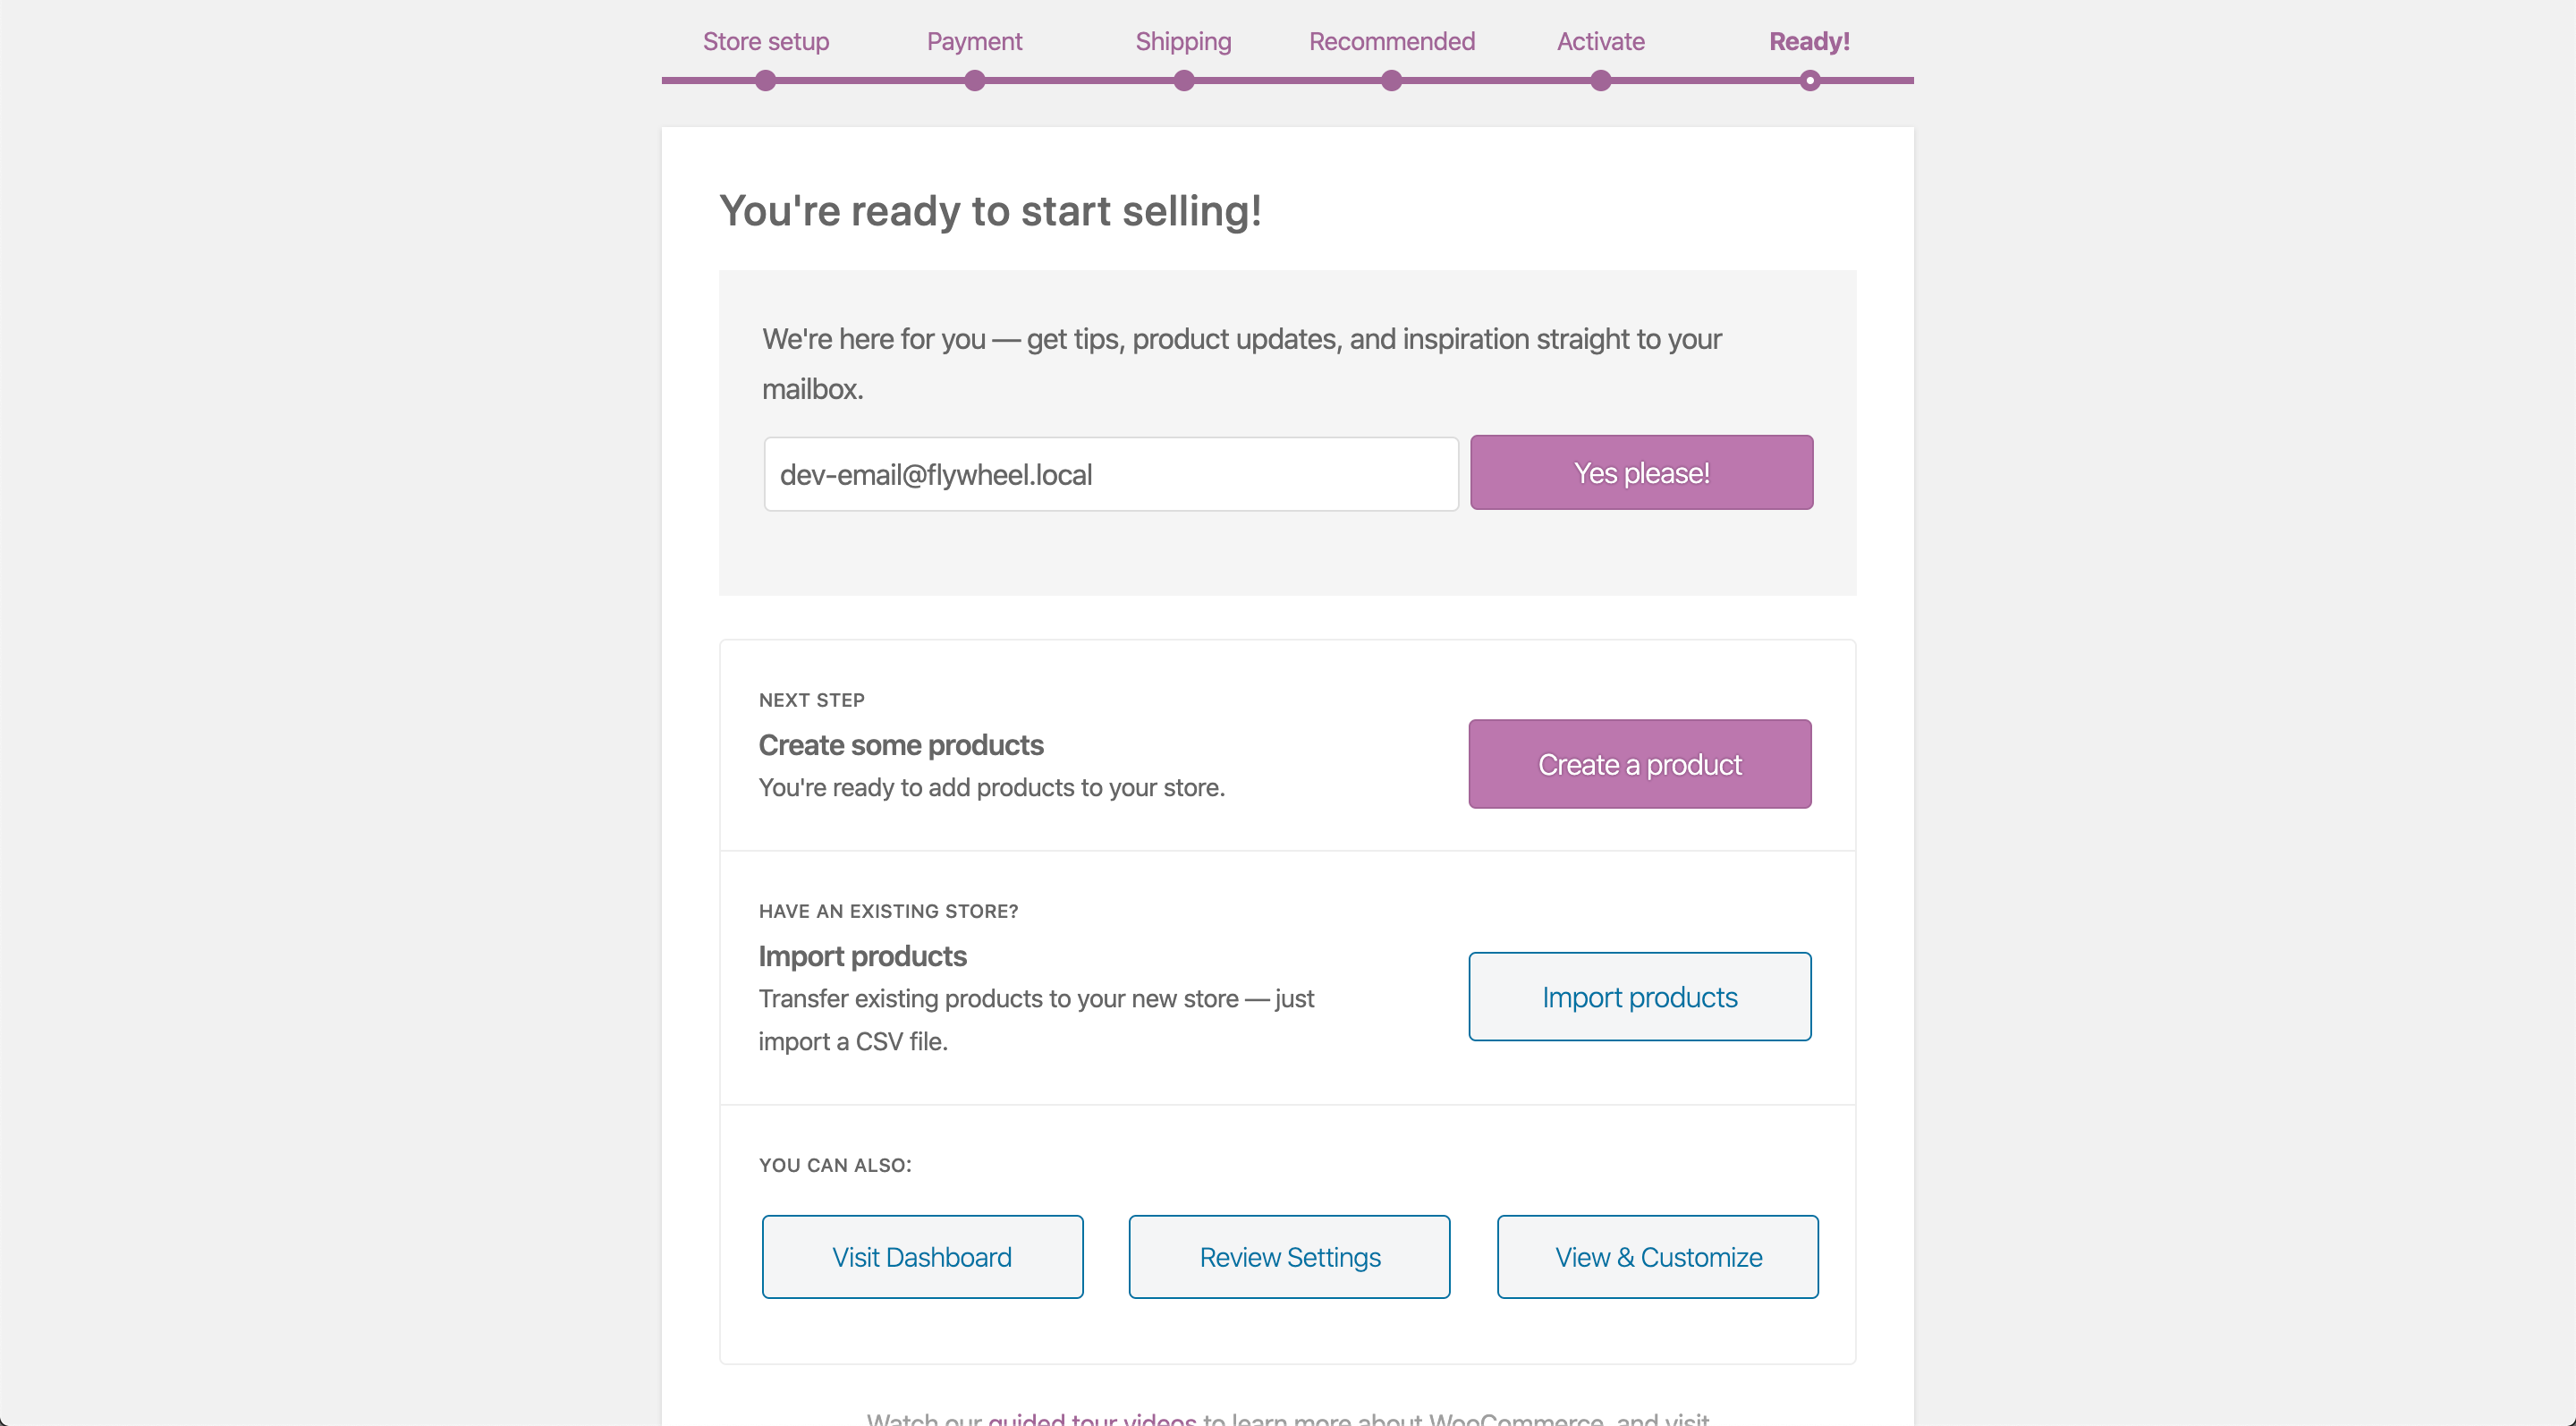 Store setup
Payment
Shipping
Recommended
Activate
Ready!
You're ready to start selling!
We're here for you — get tips, product updates, and inspiration straight to your
mailbox.
dev-email@flywheel.local
Yes please!
NEXT STEP
Create some products
You're ready to add products to your store.
Create a product
HAVE AN EXISTING STORE?
Import products
Transfer existing products to your new store — just
import a CSV file.
Import products
YOU CAN ALSO:
Visit Dashboard
Review Settings
View & Customize
Watch our guided tour videos to learn more about WooCommerce, and visit